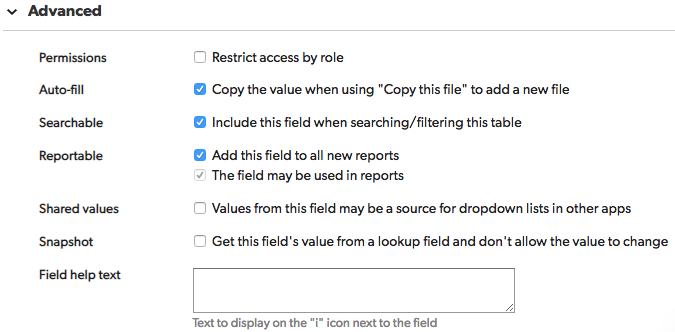 Advanced
Permissions Restrict access by role
Auto-fill Copy the value when using "Copy this file" to add a new file
Searchable Include this field when searching/filtering this table
Reportable Add this field to all new reports
The field may be used in reports
Shared values Values from this field may be a source for dropdown lists in other apps
Snapshot Get this field's value from a lookup field and don't allow the value to change
Field help text
Text to display on the "i" icon next to the field